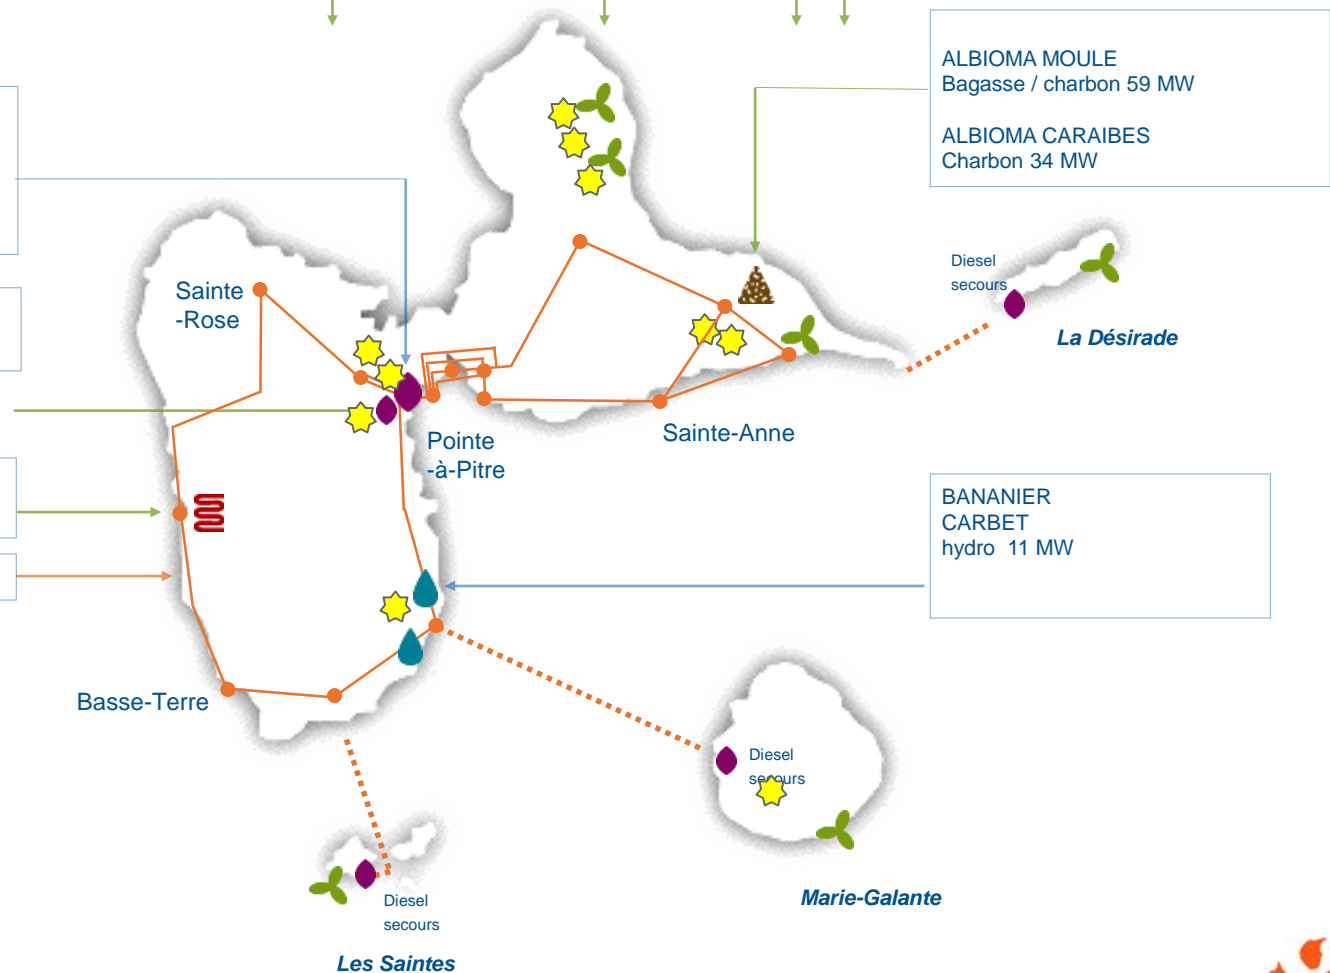 ALBIOMA MOULE
Bagasse / charbon 59 MW
ALBIOMA CARAIBES
Charbon 34 MW
Diesel
secours
La Désirade
Sainte
-Rose
Pointe
-à-Pitre
Sainte-Anne
BANANIER
CARBET
hydro 11 MW
Basse-Terre
Diesel
secours
Marie-Galante
Diesel
secours
Les Saintes